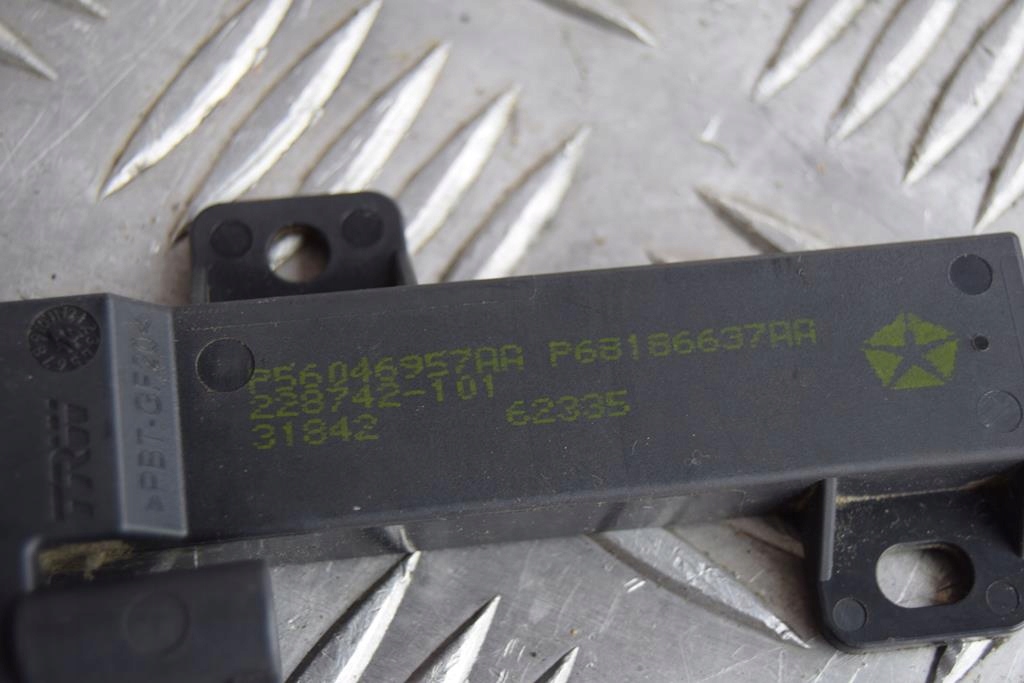 P56046957AA P68186637AA
228742-101
31842 62335
TRW
>PBT-GF20<